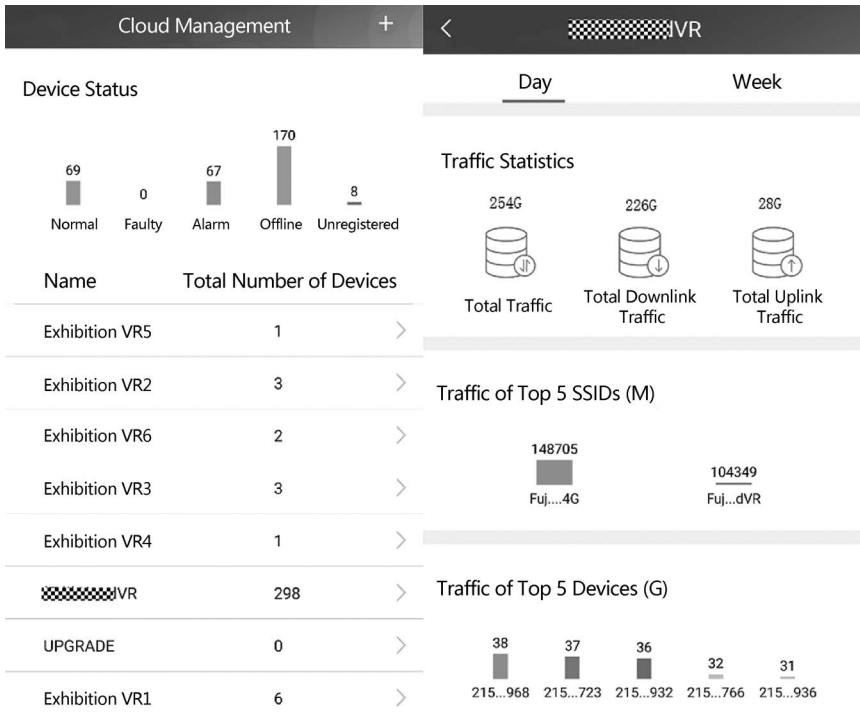 Cloud Management +
Device Status
69 0 67 170 8
Normal Faulty Alarm Offline Unregistered
Name Total Number of Devices
Exhibition VR5 1
Exhibition VR2 3
Exhibition VR6 2
Exhibition VR3 3
Exhibition VR4 1
VR 298
UPGRADE 0
Exhibition VR1 6
VR
Day Week
Traffic Statistics
254G 226G 28G
Total Traffic Total Downlink Total Uplink
Traffic Traffic
Traffic of Top 5 SSIDs (M)
148705 104349
Fuj....4G Fuj...dVR
Traffic of Top 5 Devices (G)
38 37 36 32 31
215...968 215...723 215...932 215...766 215...936